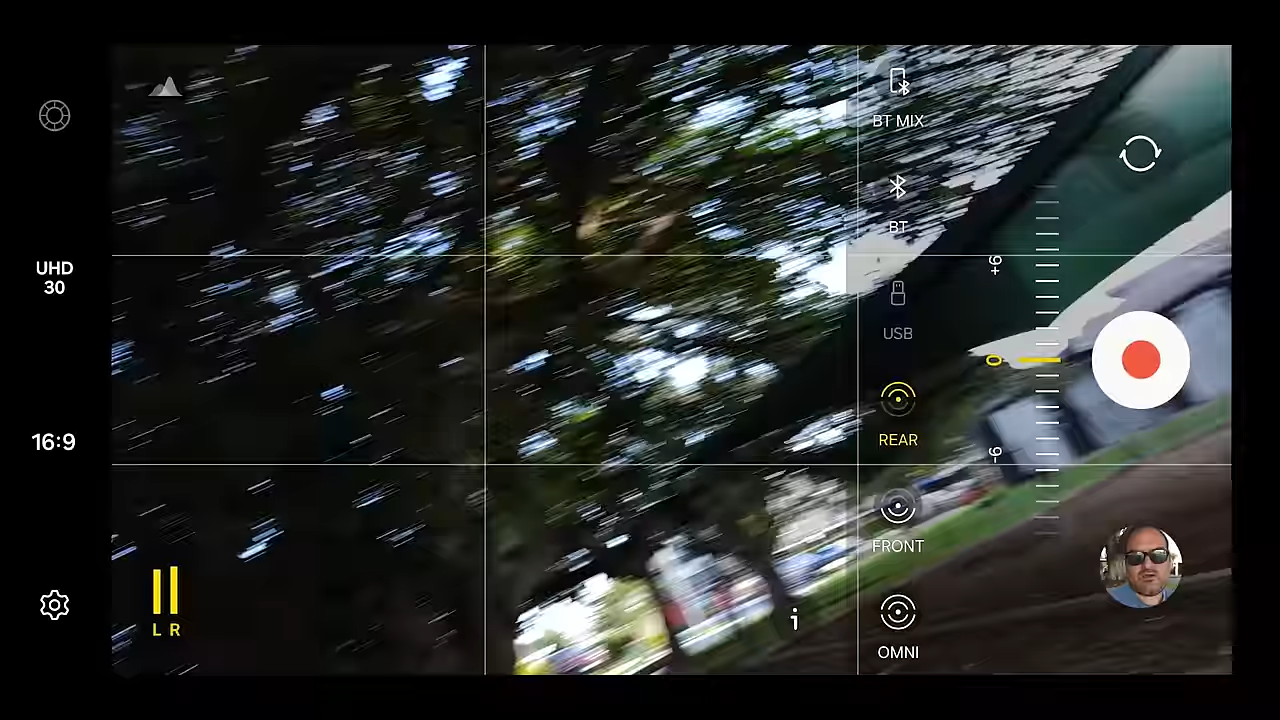 UHD
30
16:9
L R
BT MIX
BT
USB
REAR
FRONT
OMNI
+6
0
-6
i